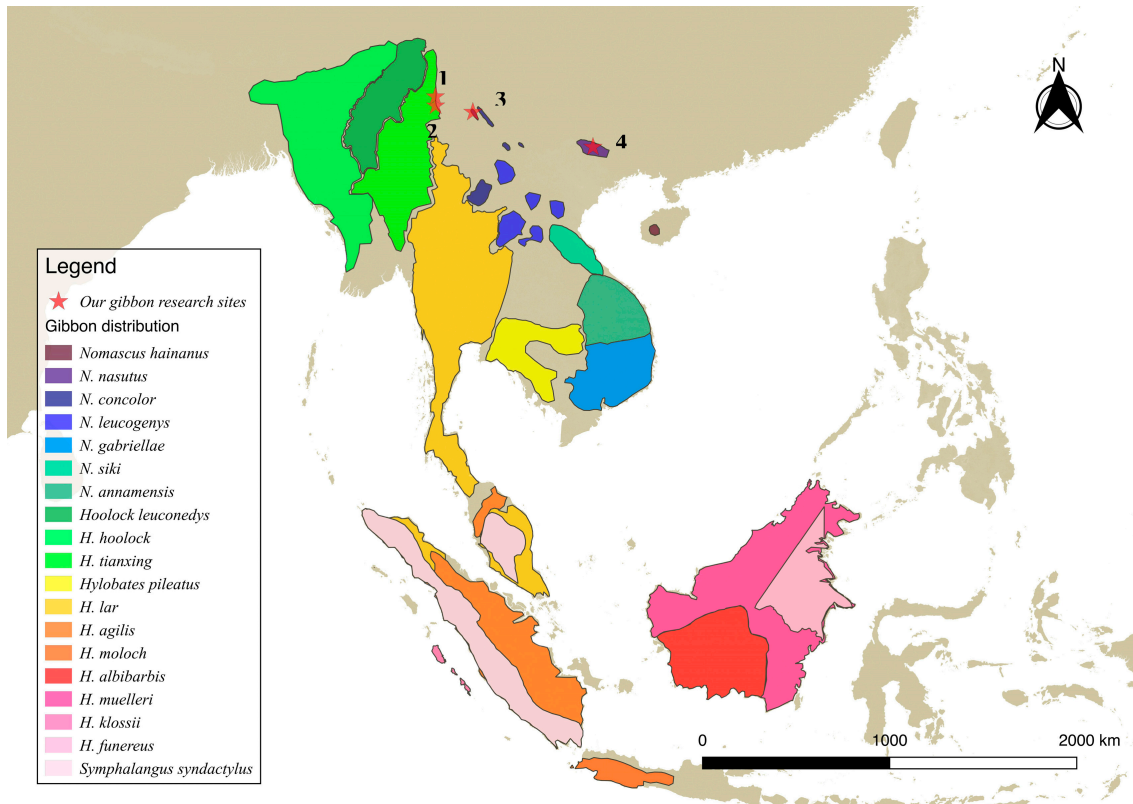 1
3
2
4
N
Legend
Our gibbon research sites
Gibbon distribution
Nomascus hainanus
N. nasutus
N. concolor
N. leucogenys
N. gabriellae
N. siki
N. annamensis
Hoolock leuconedys
H. hoolock
H. tianxing
Hylobates pileatus
H. lar
H. agilis
H. moloch
H. albibarbis
H. muelleri
H. klossii
H. funereus
Symphalangus syndactylus
0 1000 2000 km